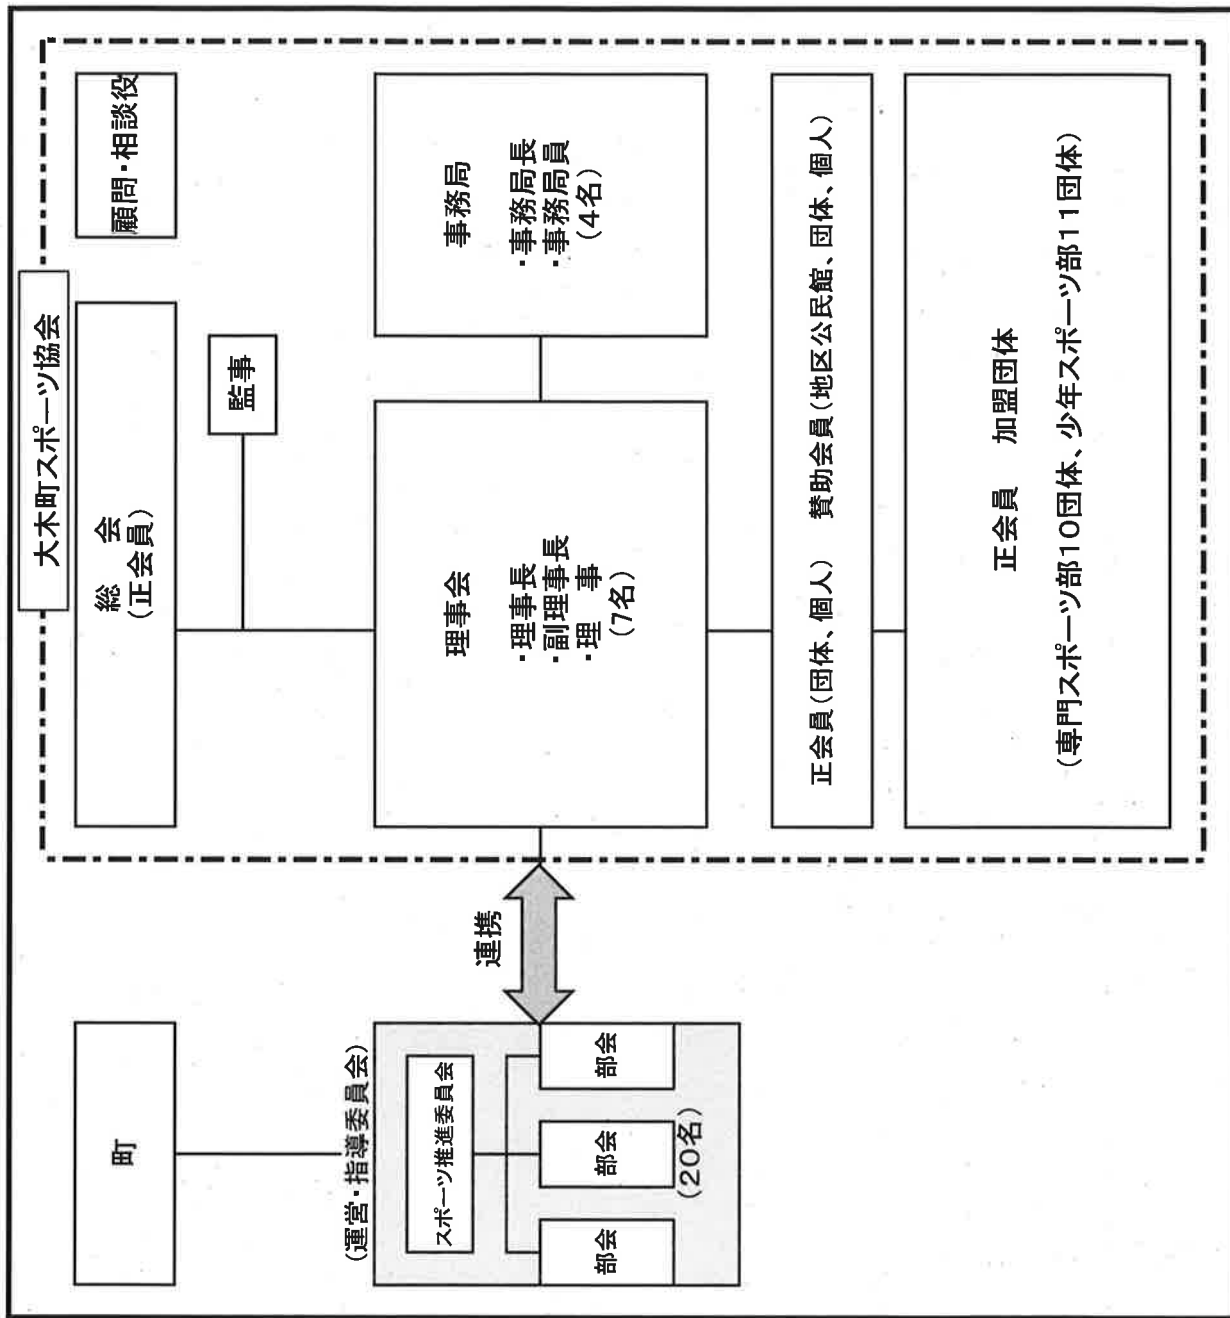 大木町スポーツ協会
町
総　会
(正会員)
顧問・相談役
監事
(運営・指導委員会)
スポーツ推進委員会
部会
部会
部会
(20名)
連携
理事会
・理事長
・副理事長
・理　事
(7名)
事務局
・事務局長
・事務局員
(4名)
正会員(団体、個人)　賛助会員(地区公民館、団体、個人)
正会員　加盟団体
(専門スポーツ部10団体、少年スポーツ部11団体)